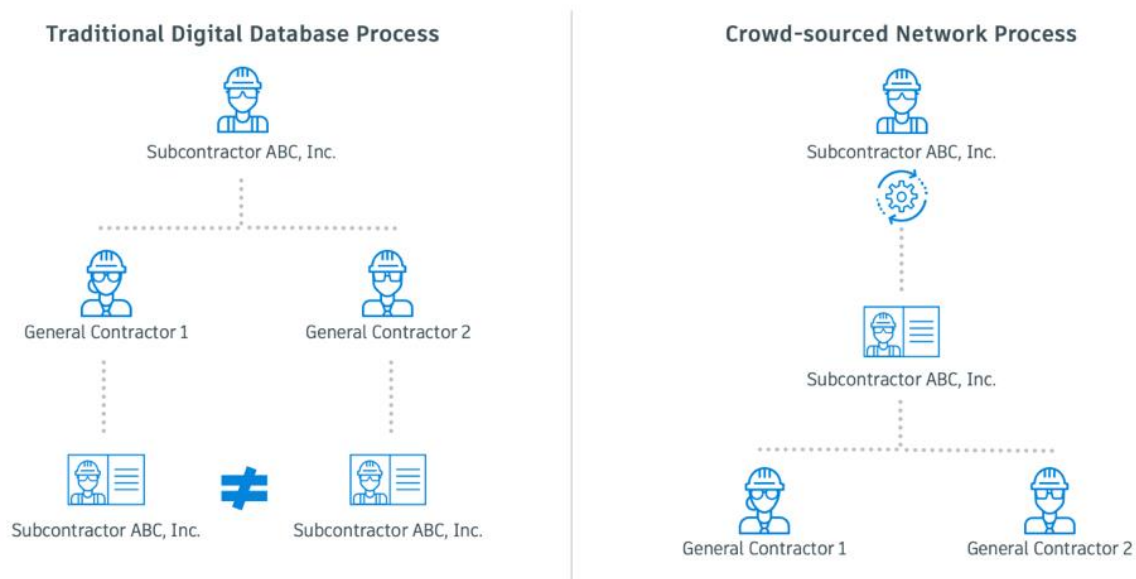 Traditional Digital Database Process
Subcontractor ABC, Inc.
General Contractor 1
General Contractor 2
Subcontractor ABC, Inc.
Subcontractor ABC, Inc.
Crowd-sourced Network Process
Subcontractor ABC, Inc.
Subcontractor ABC, Inc.
General Contractor 1
General Contractor 2